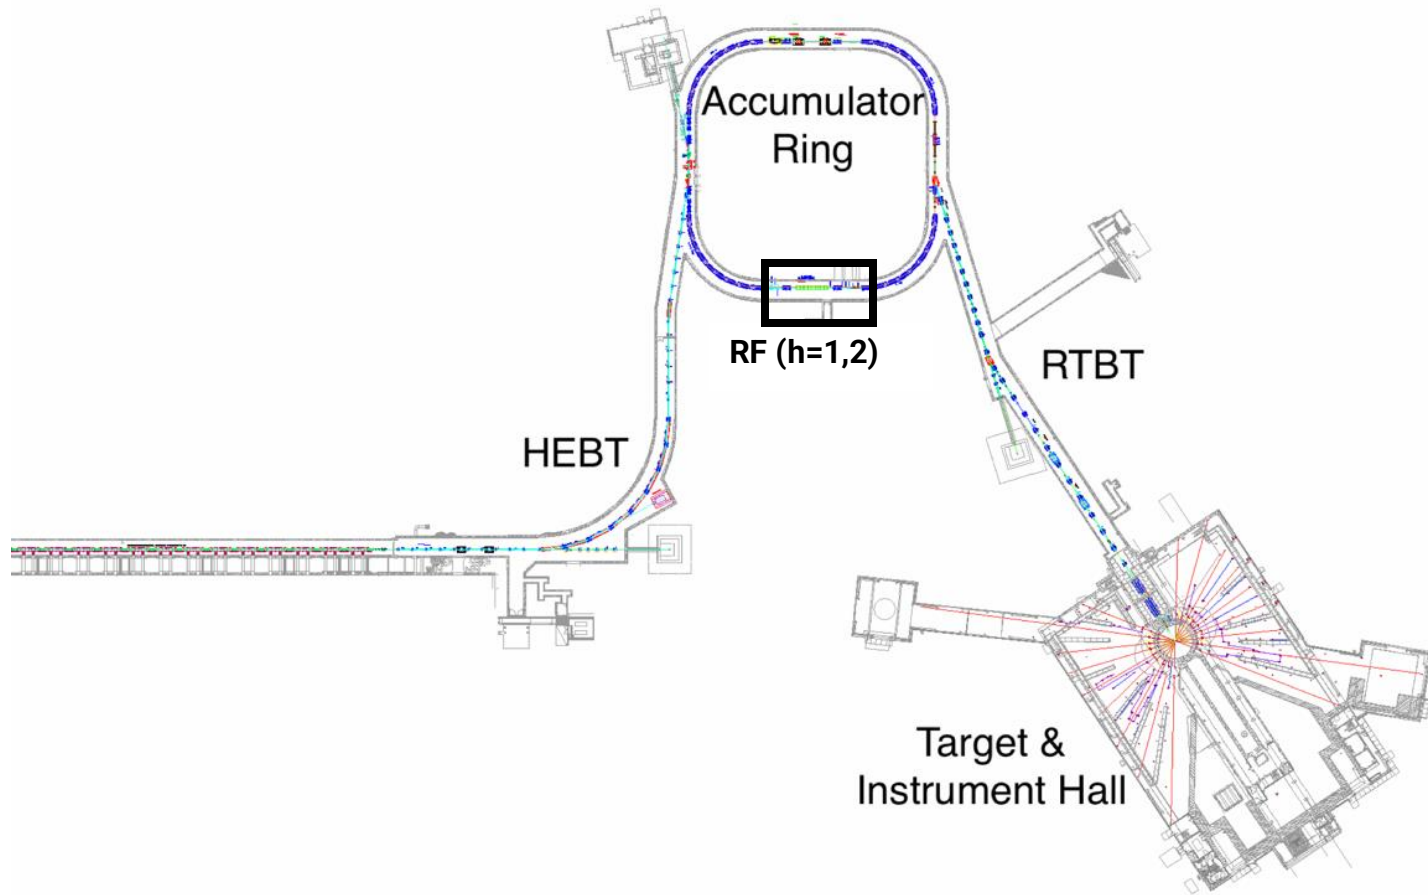 Accumulator
Ring
RF (h=1,2)
RTBT
HEBT
Target &
Instrument Hall